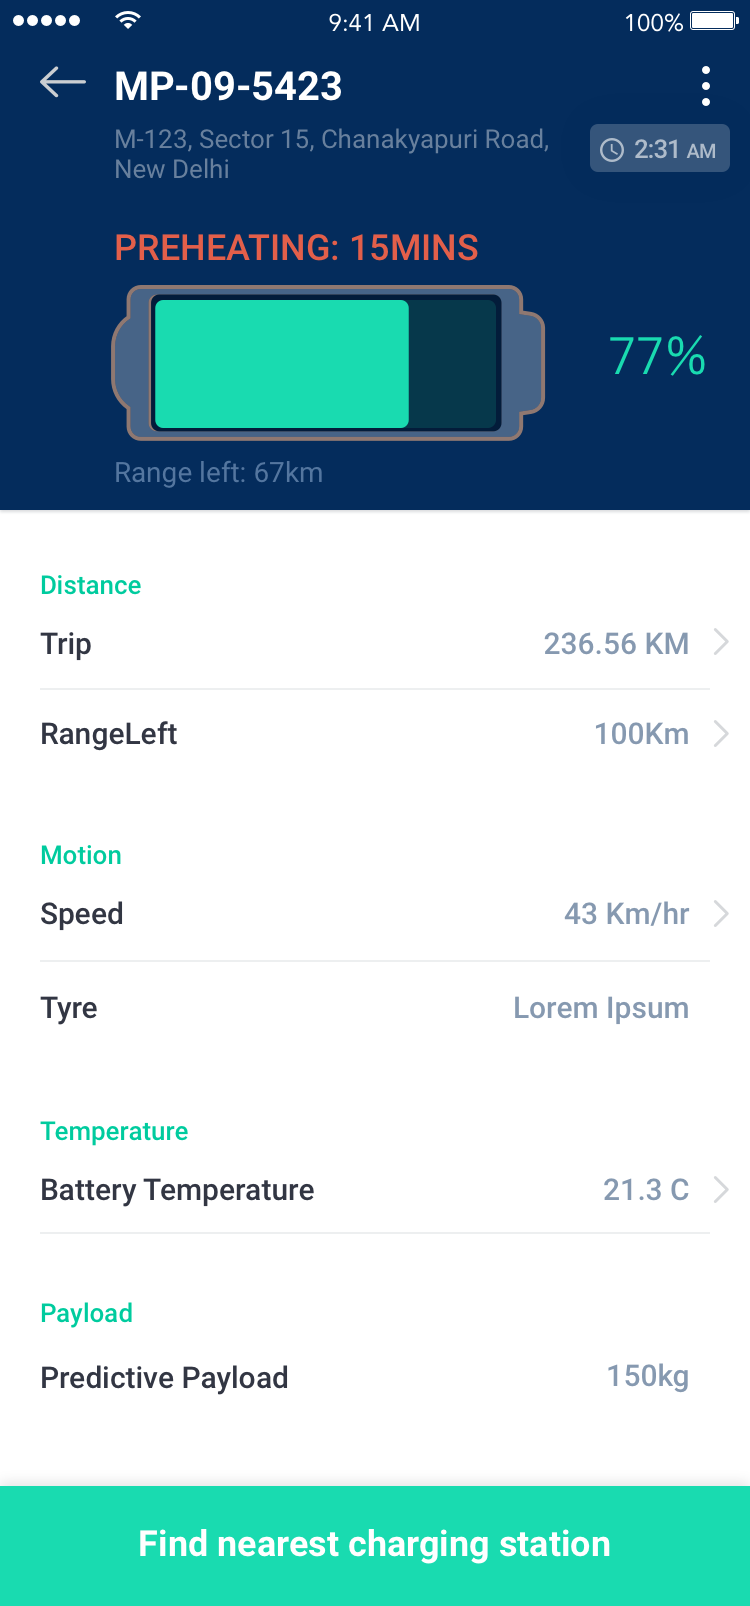 9:41 AM 100%
MP-09-5423
M-123, Sector 15, Chanakyapuri Road,
New Delhi
2:31 AM
PREHEATING: 15MINS
77%
Range left: 67km
Distance
Trip 236.56 KM
RangeLeft 100Km
Motion
Speed 43 Km/hr
Tyre Lorem Ipsum
Temperature
Battery Temperature 21.3 C
Payload
Predictive Payload 150kg
Find nearest charging station